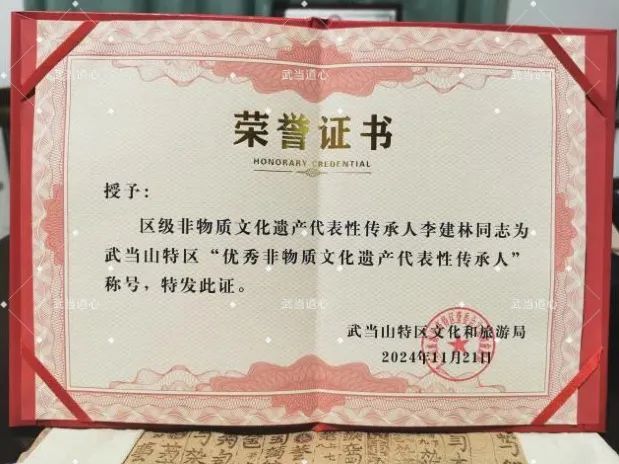 荣誉证书
HONORARY CREDENTIAL
授予：
区级非物质文化遗产代表性传承人李建林同志为
武当山特区“优秀非物质文化遗产代表性传承人”
称号，特发此证。
武当山特区文化和旅游局
2024年11月21日
武当道心